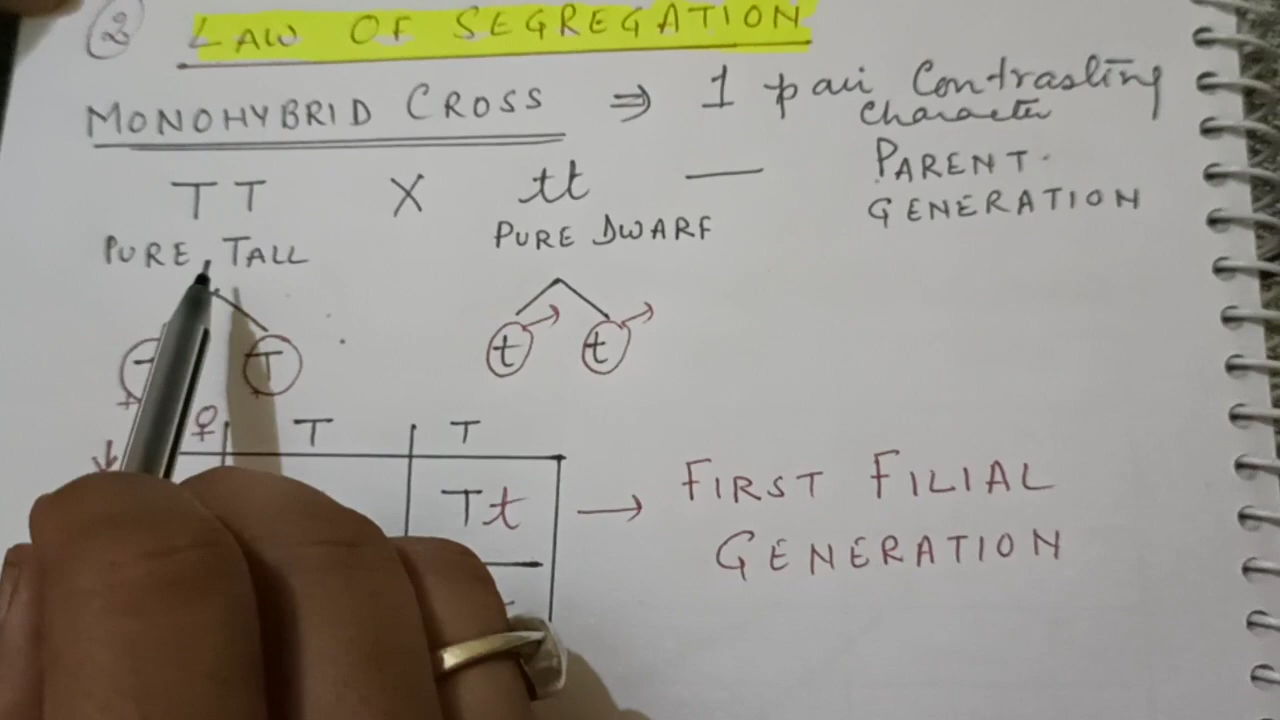 2 LAW OF SEGREGATION
MONOHYBRID CROSS ⇒ 1 pair Contrasting
Character
TT X tt — PARENT
GENERATION
PURE TALL PURE DWARF
T t t
♀ T T
Tt → FIRST FILIAL
GENERATION